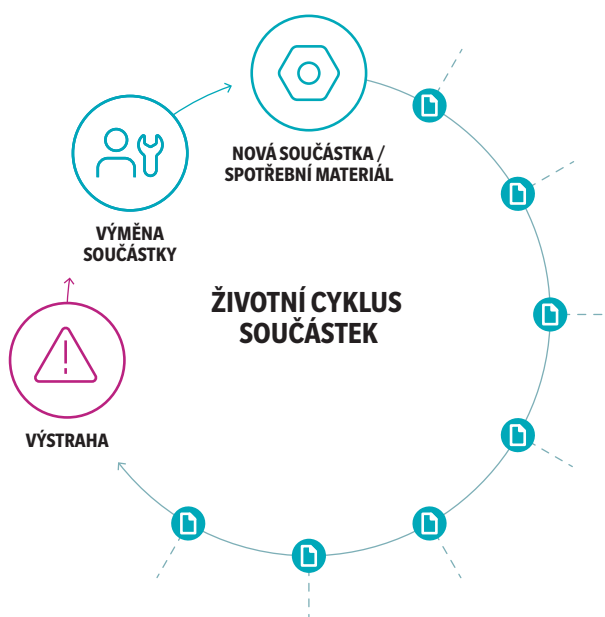 NOVÁ SOUČÁSTKA /
SPOTŘEBNÍ MATERIÁL
VÝMĚNA
SOUČÁSTKY
ŽIVOTNÍ CYKLUS
SOUČÁSTEK
VÝSTRAHA